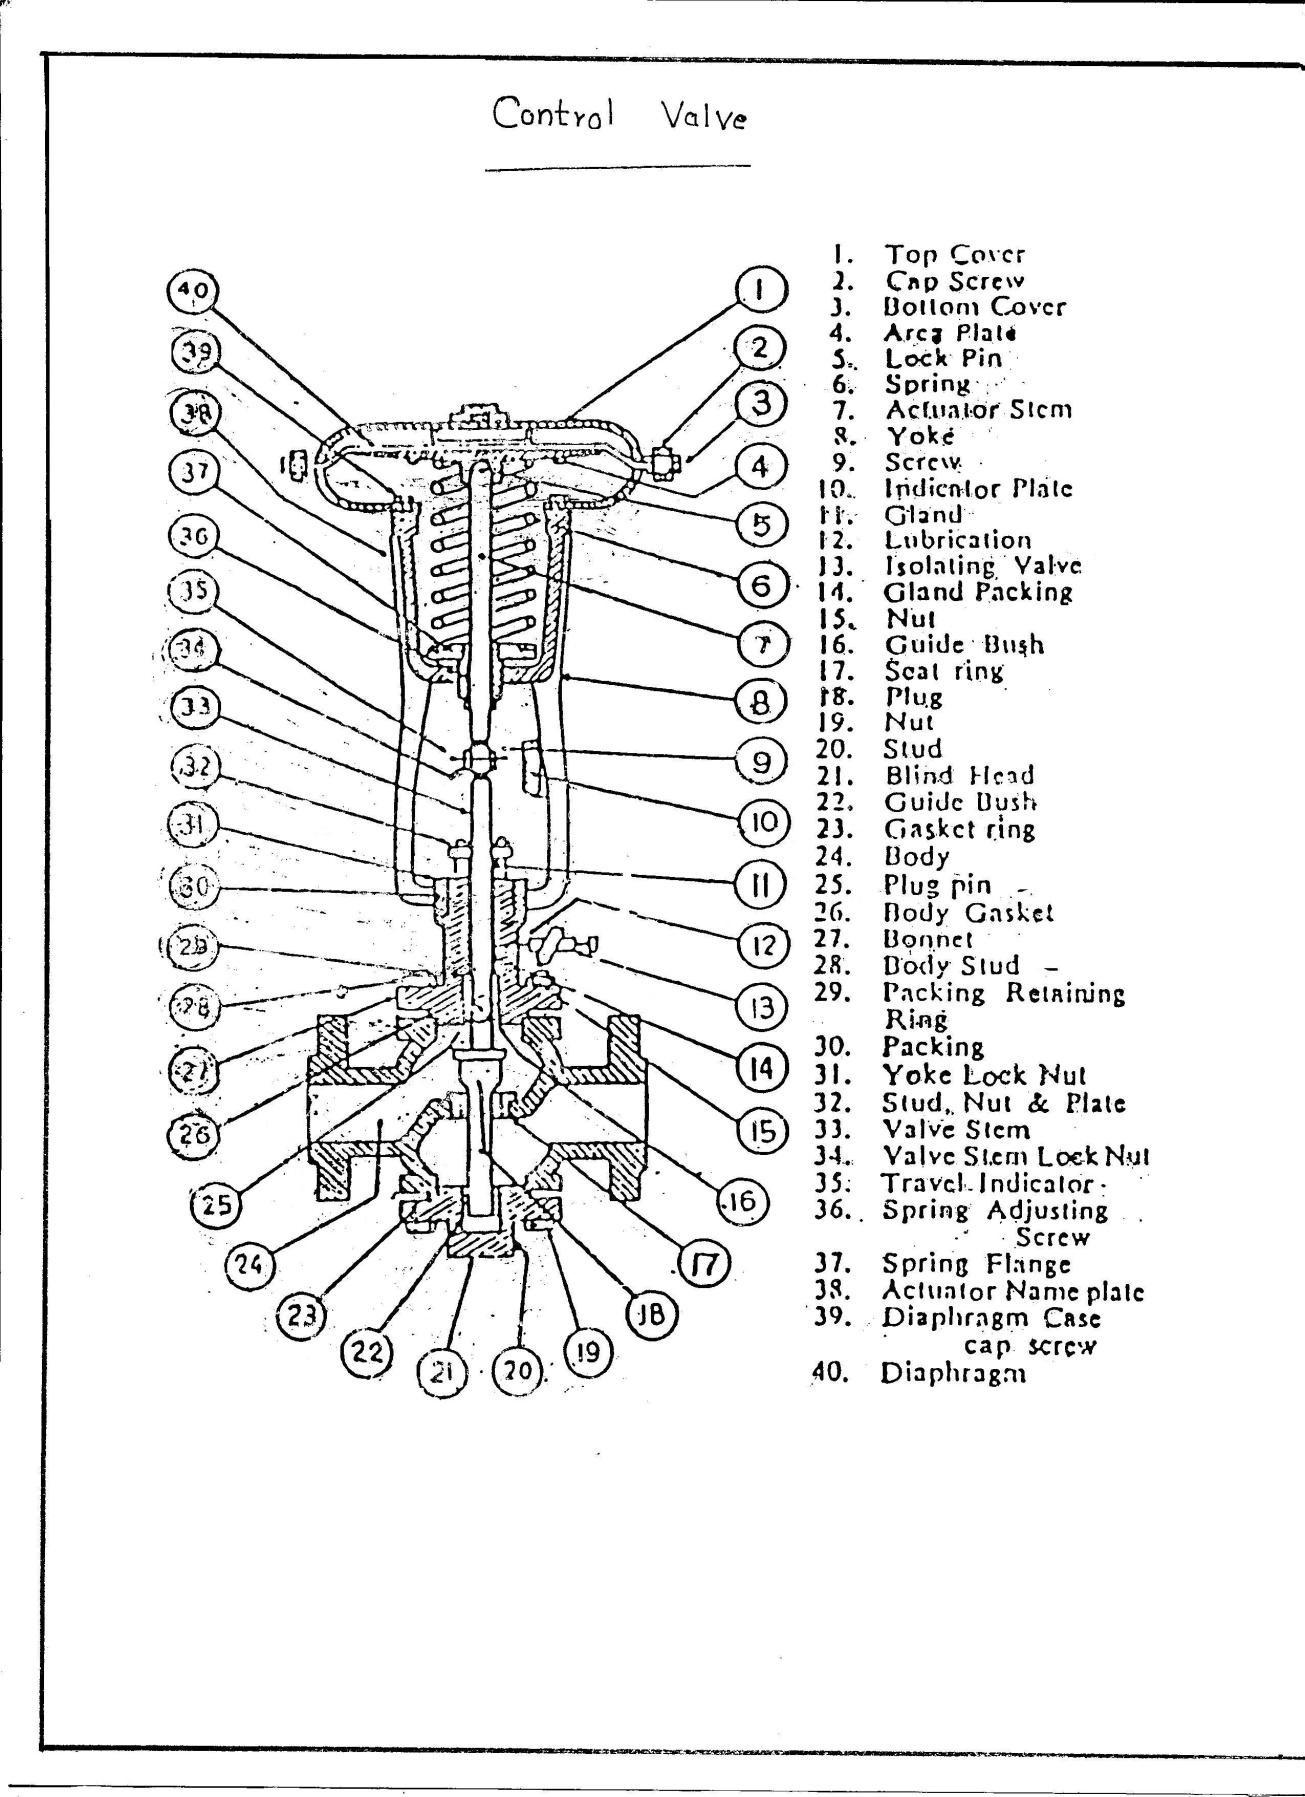 Control Valve
40
39
38
37
36
35
34
33
32
31
30
29
28
27
26
25
24
23
22
21
20
19
18
17
16
15
14
13
12
11
10
9
8
7
6
5
4
3
2
1
1. Top Cover
2. Cap Screw
3. Bottom Cover
4. Area Plate
5. Lock Pin
6. Spring
7. Actuator Stem
8. Yoke
9. Screw
10. Indicator Plate
11. Gland
12. Lubrication
13. Isolating Valve
14. Gland Packing
15. Nut
16. Guide Bush
17. Seat ring
18. Plug
19. Nut
20. Stud
21. Blind Head
22. Guide Bush
23. Gasket ring
24. Body
25. Plug pin -
26. Body Gasket
27. Bonnet
28. Body Stud -
29. Packing Retaining
Ring
30. Packing
31. Yoke Lock Nut
32. Stud, Nut & Plate
33. Valve Stem
34. Valve Stem Lock Nut
35. Travel Indicator
36. Spring Adjusting
Screw
37. Spring Flange
38. Actuator Name plate
39. Diaphragm Case
cap screw
40. Diaphragm